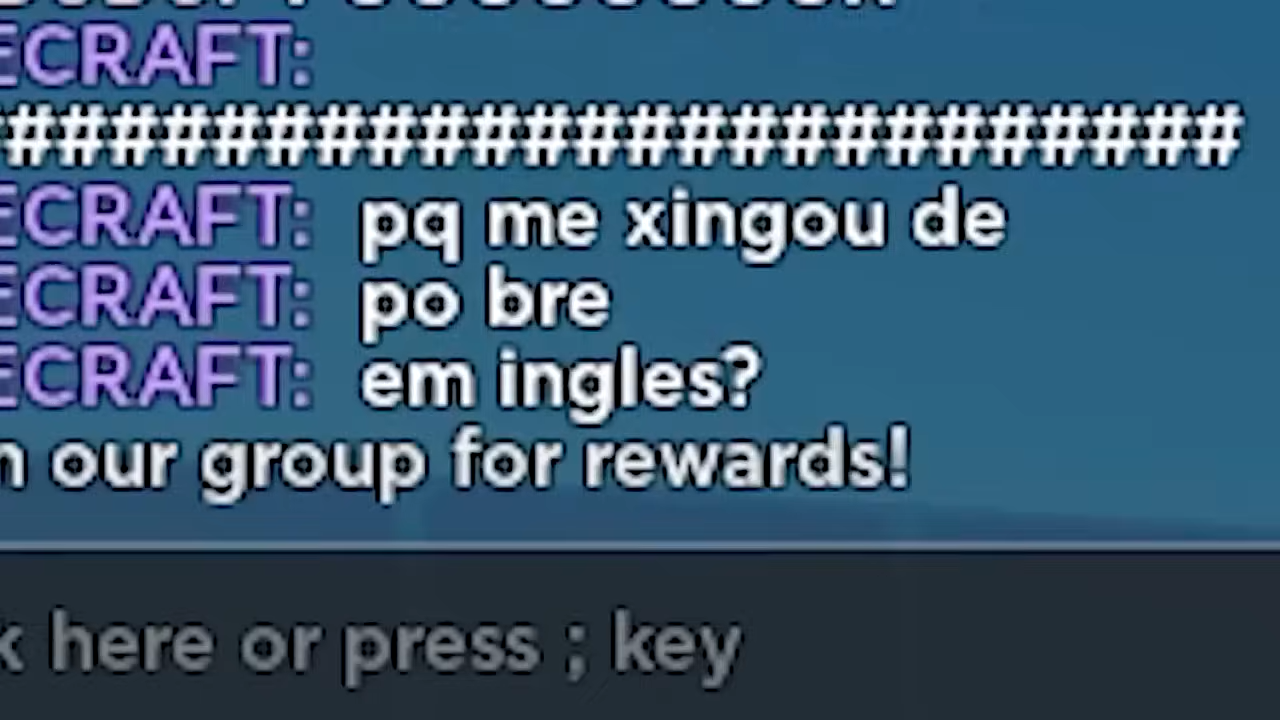 ECRAFT:
########################
ECRAFT: pq me xingou de
ECRAFT: po bre
ECRAFT: em ingles?
our group for rewards!
here or press ; key